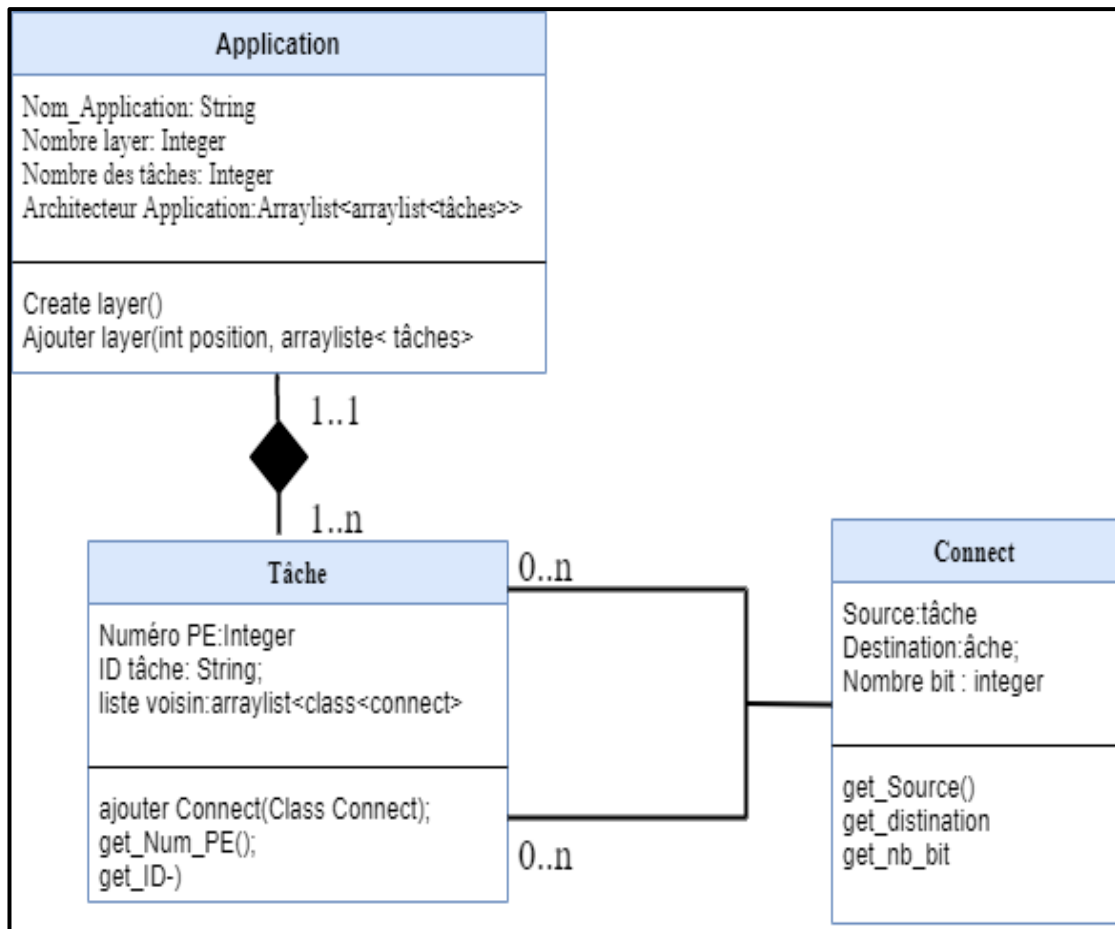 Application
Nom_Application: String
Nombre layer: Integer
Nombre des tâches: Integer
Architecteur Application:Arraylist<arraylist<tâches>>
Create layer()
Ajouter layer(int position, arrayliste< tâches>
1..1
1..n
Tâche
Numéro PE:Integer
ID tâche: String;
liste voisin:arraylist<class<connect>
ajouter Connect(Class Connect);
get_Num_PE();
get_ID-)
0..n
0..n
Connect
Source:tâche
Destination:âche;
Nombre bit : integer
get_Source()
get_distination
get_nb_bit